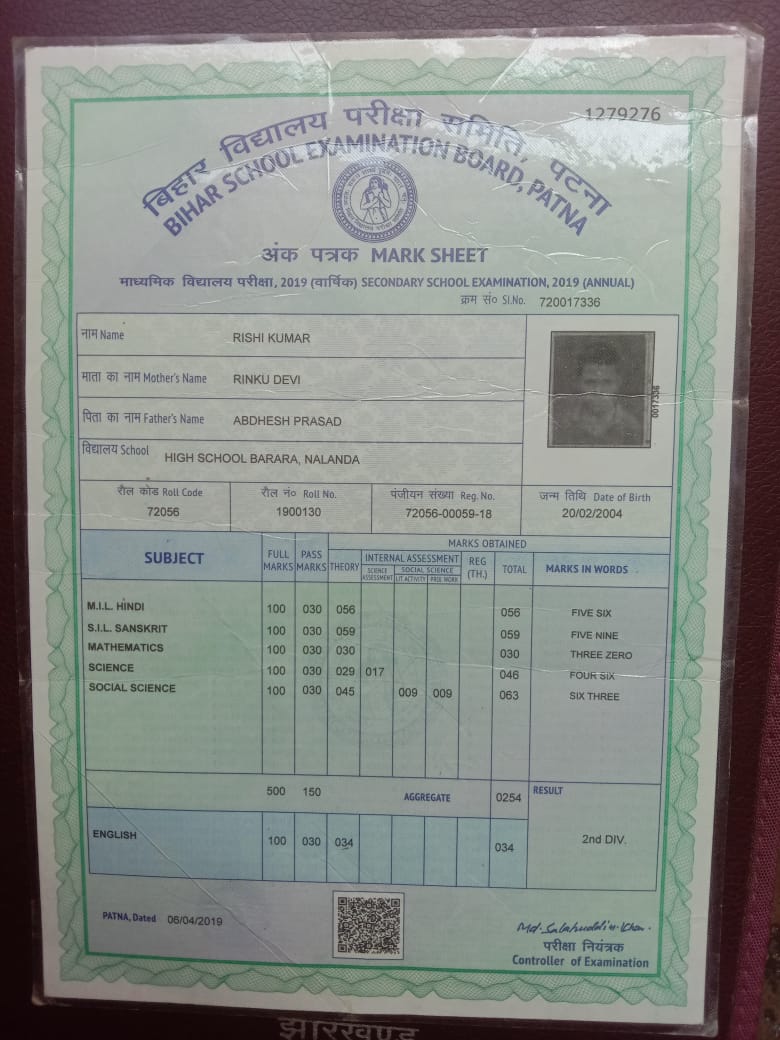 1279276
बिहार विद्यालय परीक्षा समिति, पटना
BIHAR SCHOOL EXAMINATION BOARD, PATNA
अंक पत्रक MARK SHEET
माध्यमिक विद्यालय परीक्षा, 2019 (वार्षिक) SECONDARY SCHOOL EXAMINATION, 2019 (ANNUAL)
क्रम सं० Sl.No. 720017336
नाम Name RISHI KUMAR
माता का नाम Mother's Name RINKU DEVI
पिता का नाम Father's Name ABDHESH PRASAD
विद्यालय School HIGH SCHOOL BARARA, NALANDA
0017336
रौल कोड Roll Code रौल नं० Roll No. पंजीयन संख्या Reg. No. जन्म तिथि Date of Birth
72056 1900130 72056-00059-18 20/02/2004
MARKS OBTAINED
SUBJECT FULL MARKS PASS MARKS THEORY INTERNAL ASSESSMENT REG (TH.) TOTAL MARKS IN WORDS
SCIENCE ASSESSMENT SOCIAL SCIENCE
LIT ACTIVITY PROJ WORK
M.I.L. HINDI 100 030 056 056 FIVE SIX
S.I.L. SANSKRIT 100 030 059 059 FIVE NINE
MATHEMATICS 100 030 030 030 THREE ZERO
SCIENCE 100 030 029 017 046 FOUR SIX
SOCIAL SCIENCE 100 030 045 009 009 063 SIX THREE
500 150 AGGREGATE 0254 RESULT
ENGLISH 100 030 034 034 2nd DIV.
PATNA, Dated 06/04/2019
Md. Salahuddin Khan.
परीक्षा नियंत्रक
Controller of Examination
झारखण्ड